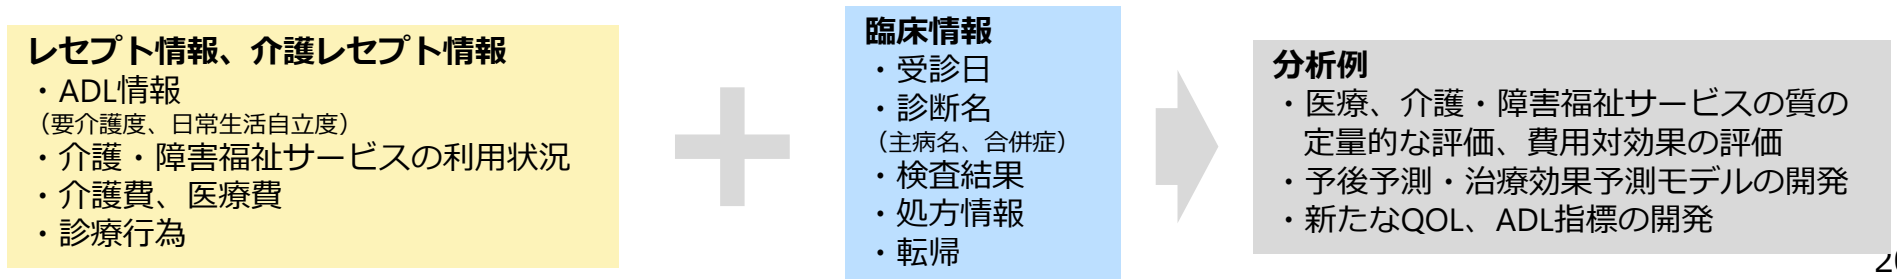 レセプト情報、介護レセプト情報
・ADL情報
（要介護度、日常生活自立度）
・介護・障害福祉サービスの利用状況
・介護費、医療費
・診療行為
臨床情報
・受診日
・診断名
（主病名、合併症）
・検査結果
・処方情報
・転帰
分析例
・医療、介護・障害福祉サービスの質の
定量的な評価、費用対効果の評価
・予後予測・治療効果予測モデルの開発
・新たなQOL、ADL指標の開発